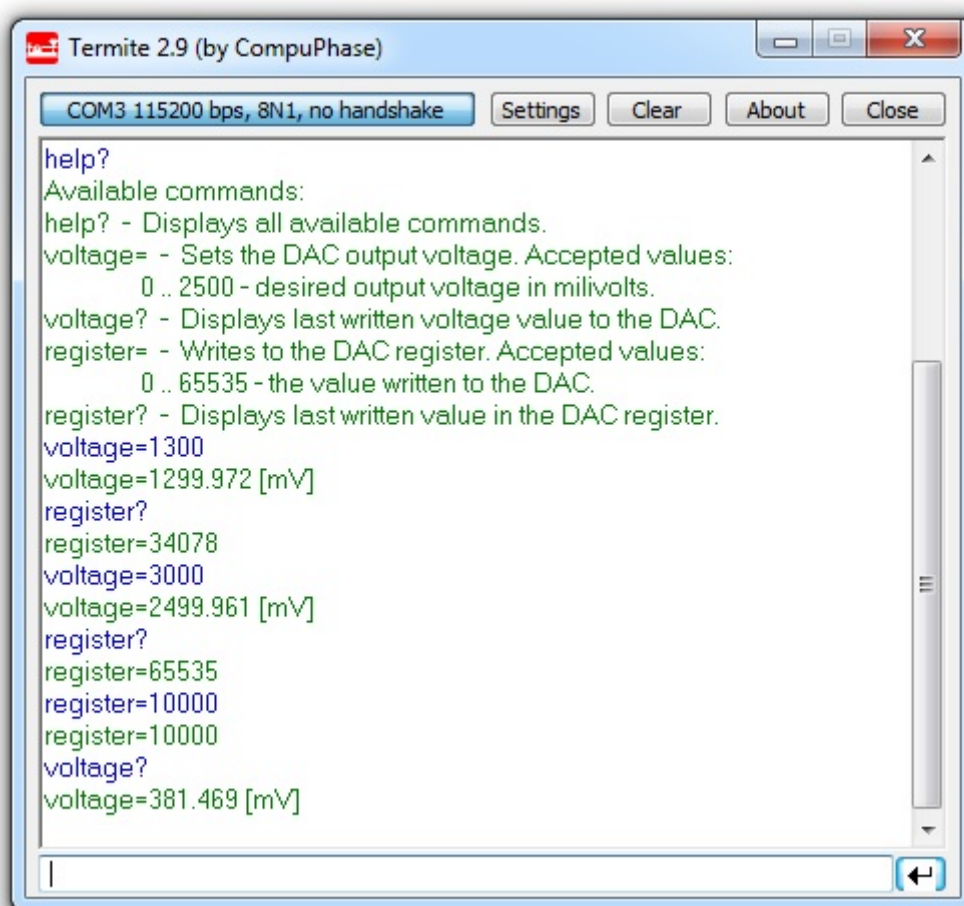 Termite 2.9 (by CompuPhase)
COM3 115200 bps, 8N1, no handshake Settings Clear About Close
help?
Available commands:
help? - Displays all available commands.
voltage= - Sets the DAC output voltage. Accepted values:
0 .. 2500 - desired output voltage in milivolts.
voltage? - Displays last written voltage value to the DAC.
register= - Writes to the DAC register. Accepted values:
0 .. 65535 - the value written to the DAC.
register? - Displays last written value in the DAC register.
voltage=1300
voltage=1299.972 [mV]
register?
register=34078
voltage=3000
voltage=2499.961 [mV]
register?
register=65535
register=10000
register=10000
voltage?
voltage=381.469 [mV]